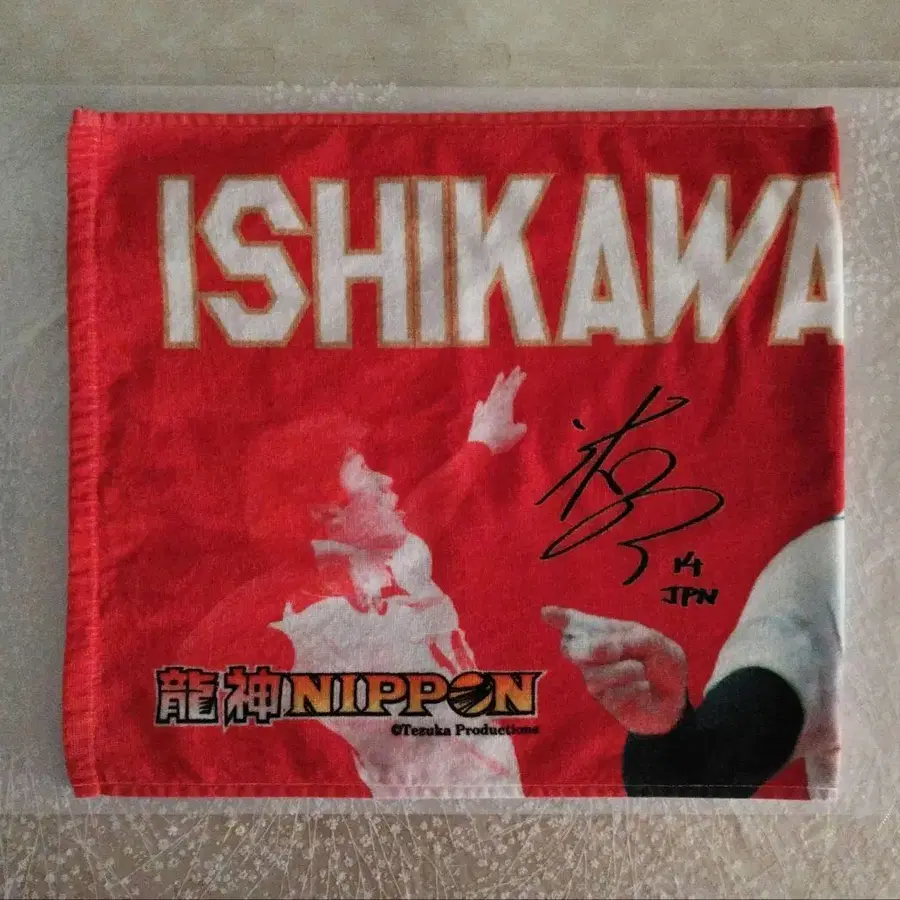 ISHIKAWA
14
JPN
龍神NIPPON
©Tezuka Productions